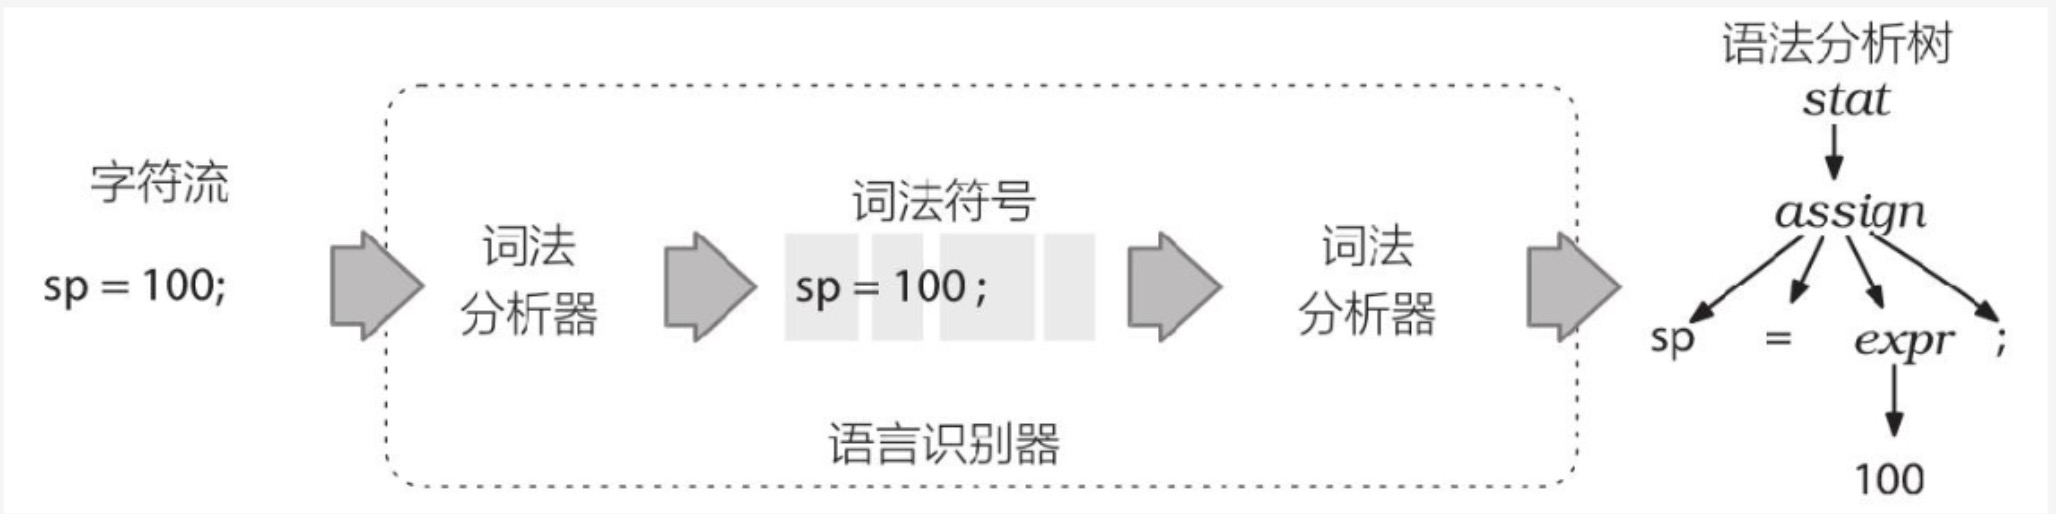 字符流
sp = 100;
词法
分析器
词法符号
sp = 100 ;
词法
分析器
语言识别器
语法分析树
stat
assign
sp = expr ;
100